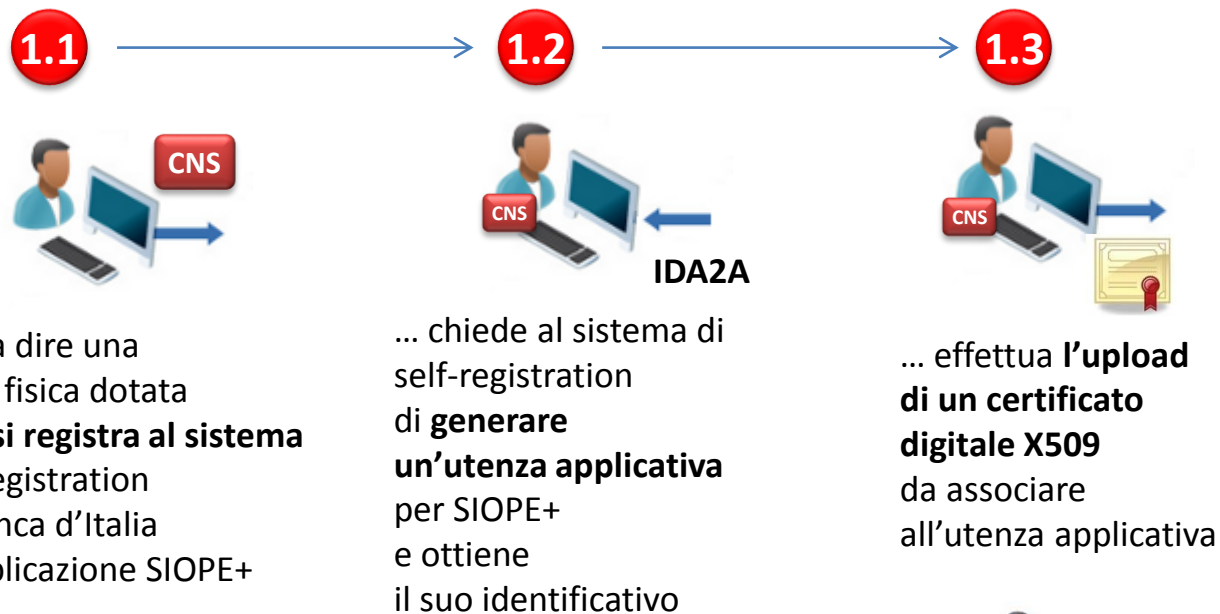 1.1
1.2
1.3
CNS
CNS
CNS
IDA2A
a dire una
fisica dotata
si registra al sistema
egistration
nca d'Italia
plicazione SIOPE+
… chiede al sistema di
self-registration
di generare
un'utenza applicativa
per SIOPE+
e ottiene
il suo identificativo
… effettua l'upload
di un certificato
digitale X509
da associare
all'utenza applicativa